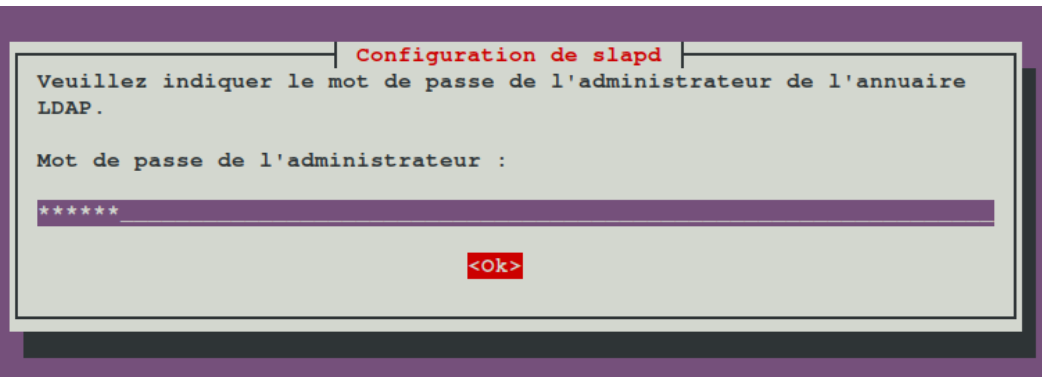 Configuration de slapd
Veuillez indiquer le mot de passe de l'administrateur de l'annuaire
LDAP.
Mot de passe de l'administrateur :
******
<Ok>